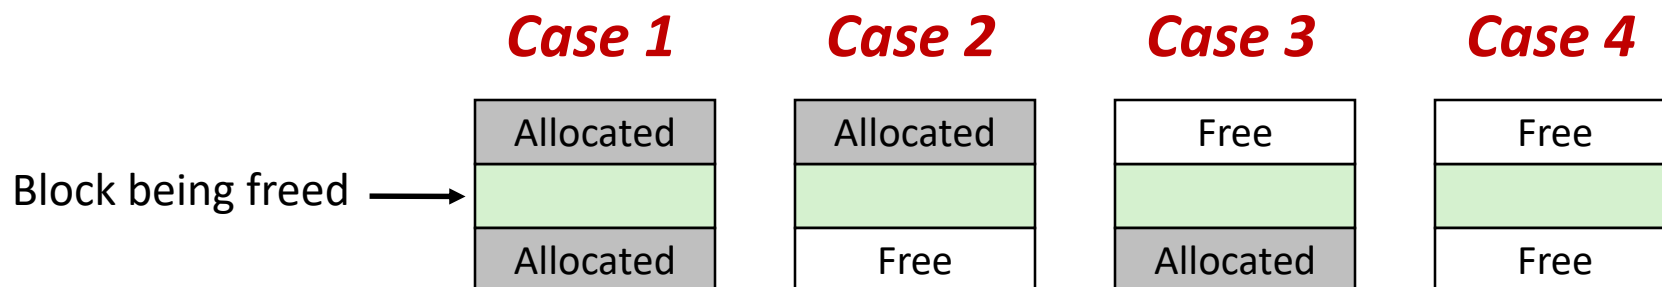 Case 1 Case 2 Case 3 Case 4
Allocated Allocated Free Free
Block being freed
Allocated Free Allocated Free